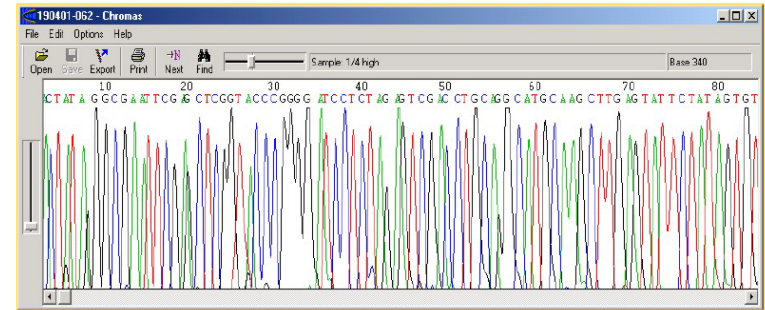 190401-062 - Chromas
File Edit Options Help
Open Save Export Print Next Find Sample: 1/4 high Base 340
10 20 30 40 50 60 70 80
CTATAGGCGAATTCGAGCTCGGTACCCGGGGATCCTCTAGAGTCGACCTGCAGGCATGCAAGCTTGAGTATTCTATAGTGT